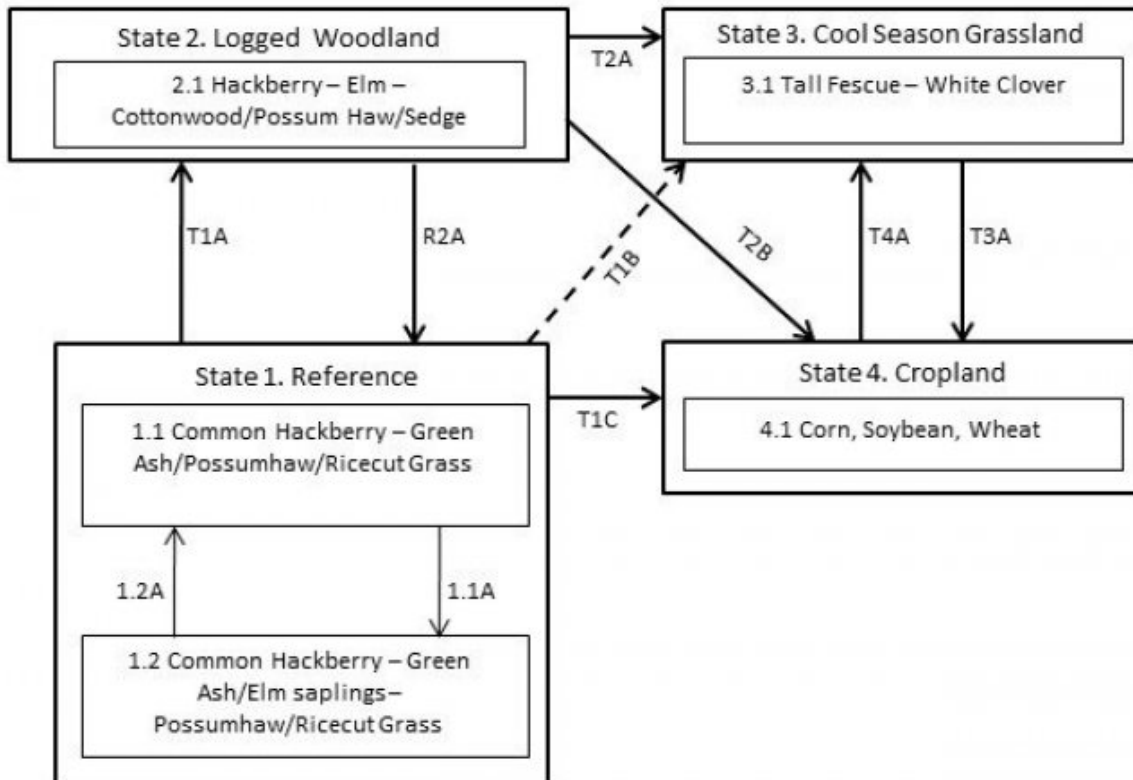 State 2. Logged Woodland
2.1 Hackberry – Elm –
Cottonwood/Possum Haw/Sedge
T2A
State 3. Cool Season Grassland
3.1 Tall Fescue – White Clover
T1A
R2A
T1B
T2B
T4A
T3A
State 1. Reference
1.1 Common Hackberry – Green
Ash/Possumhaw/Ricecut Grass
1.2A
1.1A
1.2 Common Hackberry – Green
Ash/Elm saplings–
Possumhaw/Ricecut Grass
T1C
State 4. Cropland
4.1 Corn, Soybean, Wheat